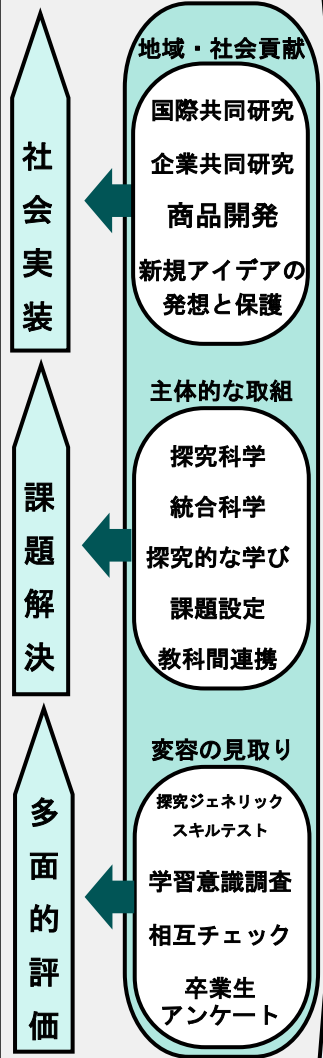 社会実装
地域・社会貢献
国際共同研究
企業共同研究
商品開発
新規アイデアの
発想と保護
課題解決
主体的な取組
探究科学
統合科学
探究的な学び
課題設定
教科間連携
多面的評価
変容の見取り
探究ジェネリック
スキルテスト
学習意識調査
相互チェック
卒業生
アンケート